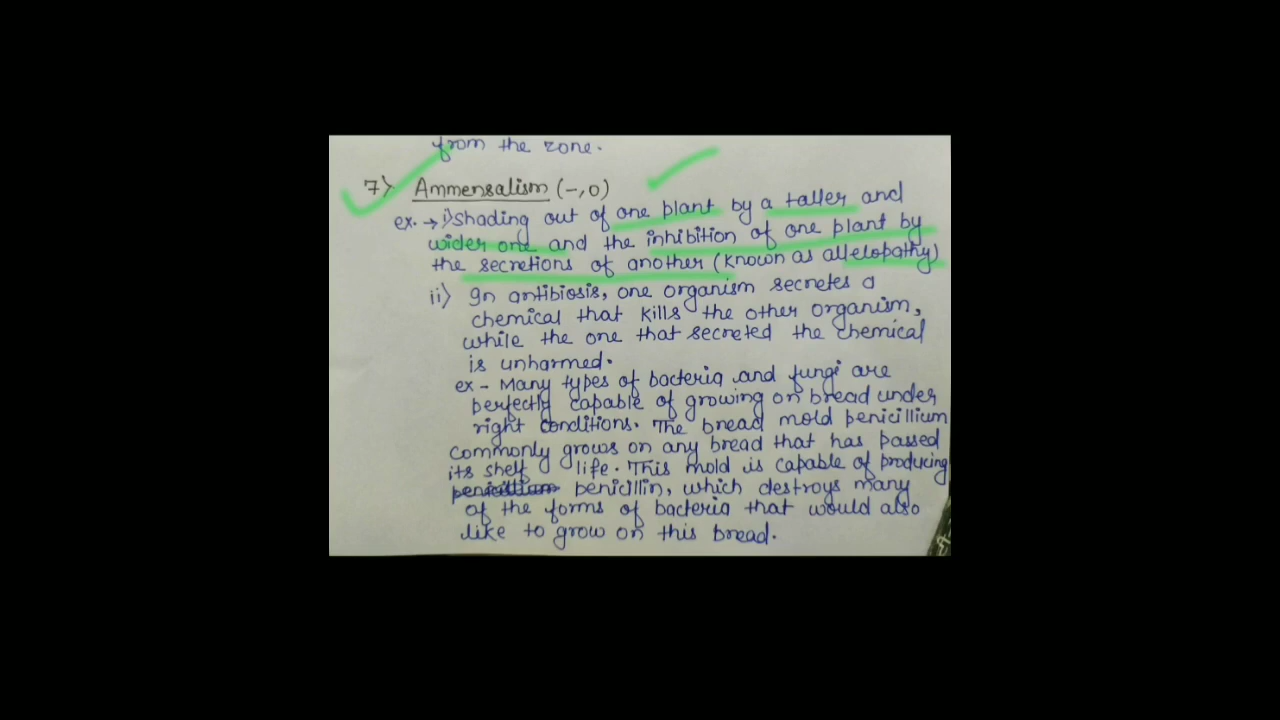 from the zone.
7) Ammensalism (-,0)
ex. → i) Shading out of one plant by a taller and
wider one and the inhibition of one plant by
the secretions of another (known as allelopathy)
ii) In antibiosis, one organism secretes a
chemical that kills the other organism,
while the one that secreted the chemical
is unharmed.
ex - Many types of bacteria and fungi are
perfectly capable of growing on bread under
right conditions. The bread mold penicillium
commonly grows on any bread that has passed
its shelf life. This mold is capable of producing
penicillium penicillin, which destroys many
of the forms of bacteria that would also
like to grow on this bread.